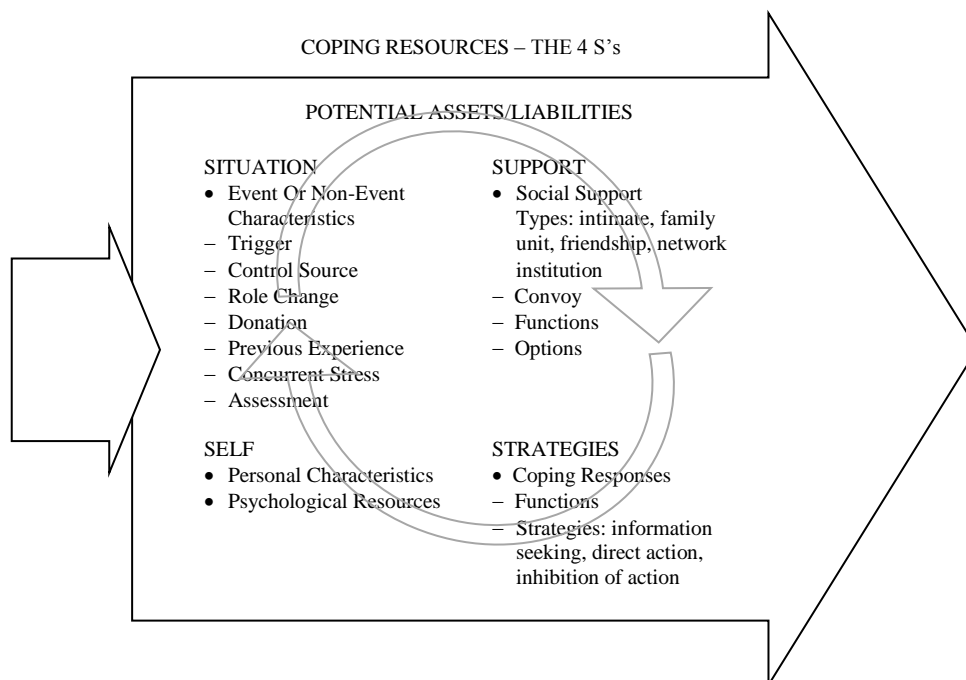 COPING RESOURCES – THE 4 S’s
POTENTIAL ASSETS/LIABILITIES
SITUATION
• Event Or Non-Event
Characteristics
– Trigger
– Control Source
– Role Change
– Donation
– Previous Experience
– Concurrent Stress
– Assessment
SUPPORT
• Social Support
Types: intimate, family
unit, friendship, network
institution
– Convoy
– Functions
– Options
SELF
• Personal Characteristics
• Psychological Resources
STRATEGIES
• Coping Responses
– Functions
– Strategies: information
seeking, direct action,
inhibition of action